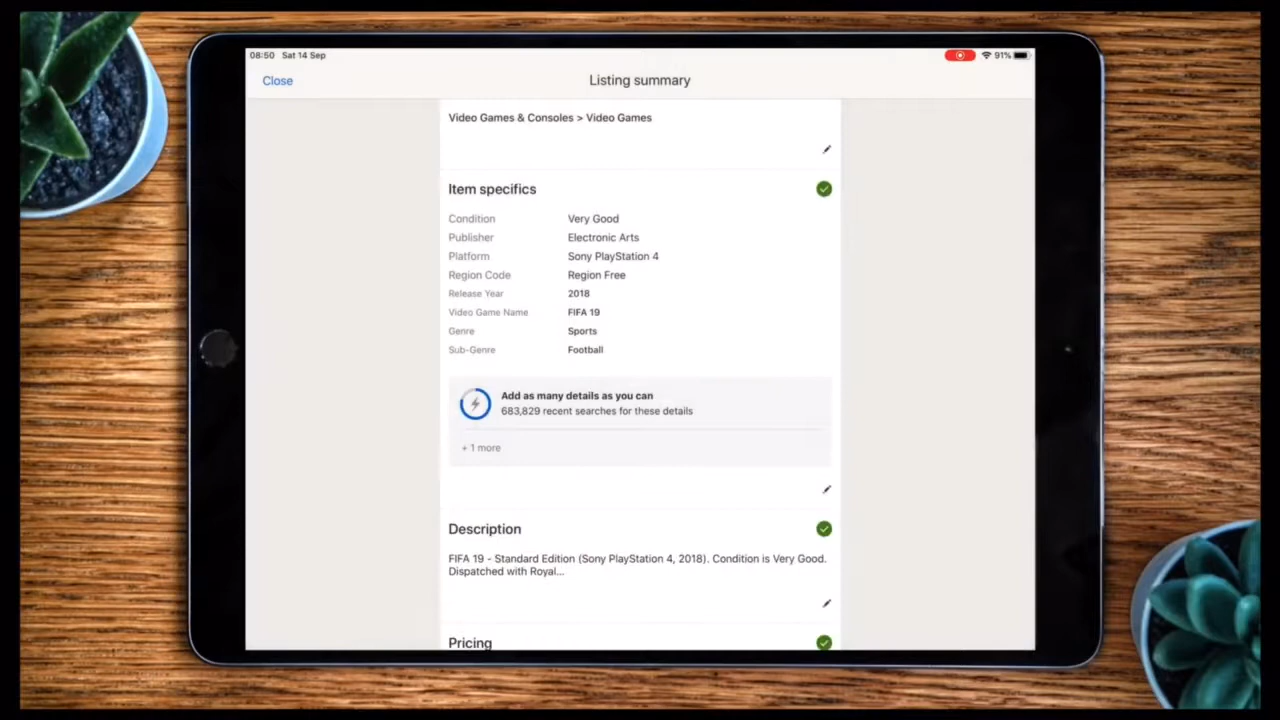 08:50 Sat 14 Sep
91%
Close
Listing summary
Video Games & Consoles > Video Games
Item specifics
Condition Very Good
Publisher Electronic Arts
Platform Sony PlayStation 4
Region Code Region Free
Release Year 2018
Video Game Name FIFA 19
Genre Sports
Sub-Genre Football
Add as many details as you can
683,829 recent searches for these details
+ 1 more
Description
FIFA 19 - Standard Edition (Sony PlayStation 4, 2018). Condition is Very Good.
Dispatched with Royal...
Pricing